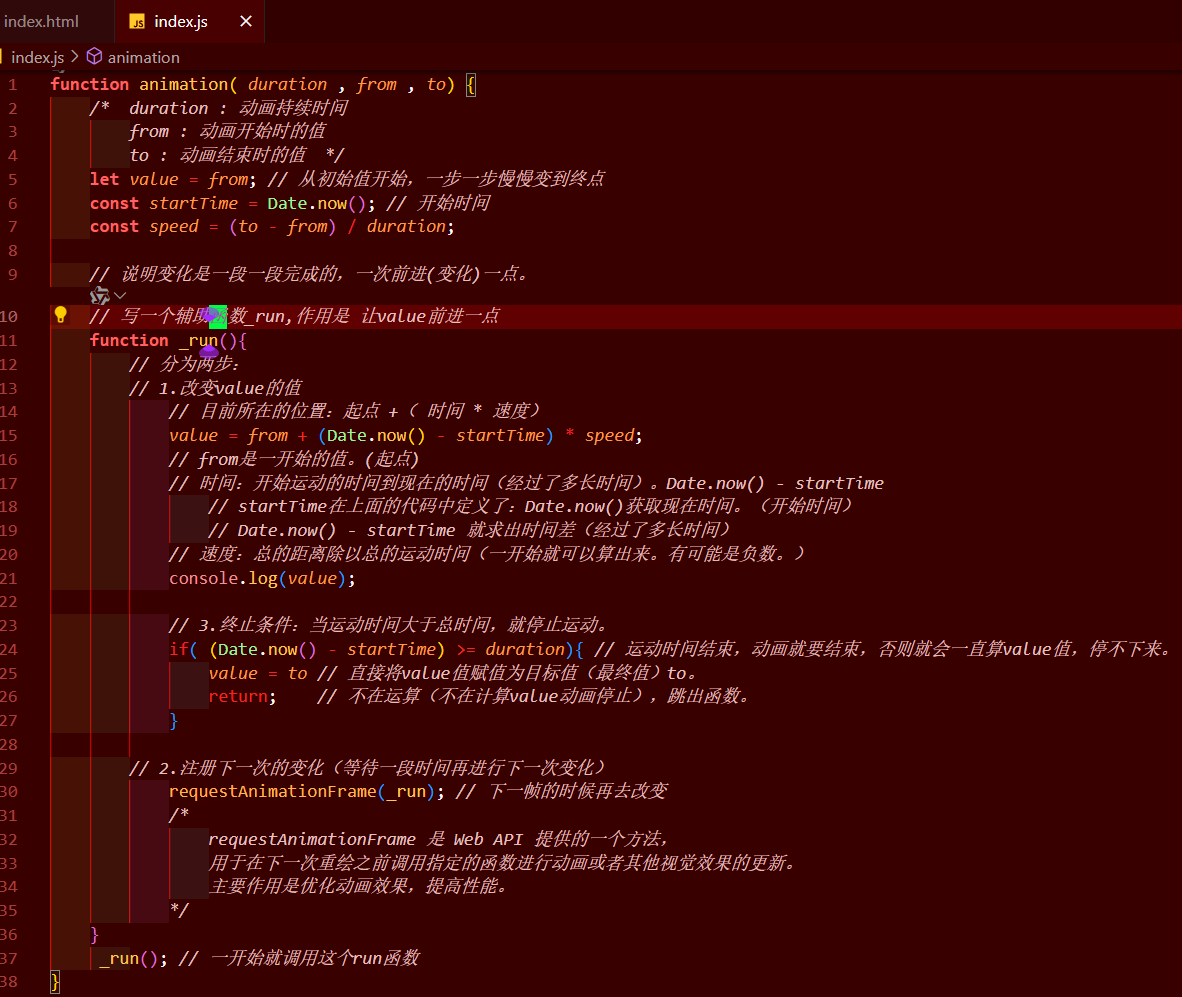 index.html
JS index.js ×
index.js > animation
1 function animation( duration , from , to) {
2 /*  duration : 动画持续时间
3 from : 动画开始时的值
4 to : 动画结束时的值  */
5 let value = from; // 从初始值开始，一步一步慢慢变到终点
6 const startTime = Date.now(); // 开始时间
7 const speed = (to - from) / duration;
8
9 // 说明变化是一段一段完成的，一次前进(变化)一点。
10 // 写一个辅助函数_run,作用是 让value前进一点
11 function _run(){
12 // 分为两步：
13 // 1.改变value的值
14 // 目前所在的位置：起点 +（ 时间 * 速度）
15 value = from + (Date.now() - startTime) * speed;
16 // from是一开始的值。(起点)
17 // 时间：开始运动的时间到现在的时间（经过了多长时间）。Date.now() - startTime
18 // startTime在上面的代码中定义了：Date.now()获取现在时间。（开始时间）
19 // Date.now() - startTime 就求出时间差（经过了多长时间）
20 // 速度：总的距离除以总的运动时间（一开始就可以算出来。有可能是负数。）
21 console.log(value);
22
23 // 3.终止条件：当运动时间大于总时间，就停止运动。
24 if( (Date.now() - startTime) >= duration){ // 运动时间结束，动画就要结束，否则就会一直算value值，停不下来。
25 value = to // 直接将value值赋值为目标值（最终值）to。
26 return;    // 不在运算（不在计算value动画停止），跳出函数。
27 }
28
29 // 2.注册下一次的变化（等待一段时间再进行下一次变化）
30 requestAnimationFrame(_run); // 下一帧的时候再去改变
31 /*
32 requestAnimationFrame 是 Web API 提供的一个方法，
33 用于在下一次重绘之前调用指定的函数进行动画或者其他视觉效果的更新。
34 主要作用是优化动画效果，提高性能。
35 */
36 }
37 _run(); // 一开始就调用这个run函数
38 }